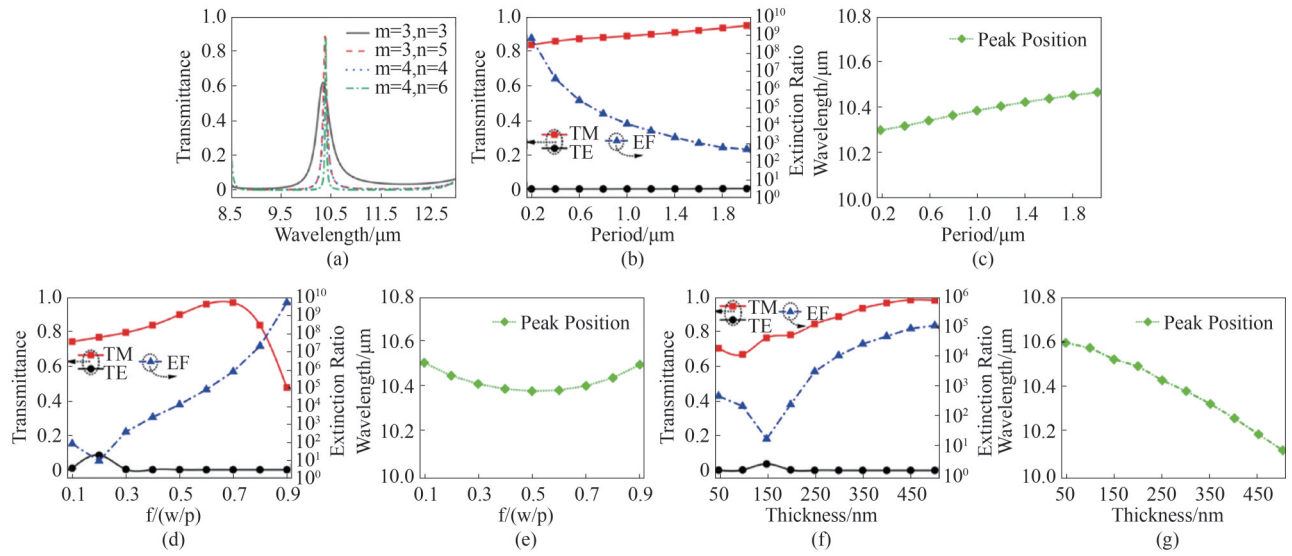 1.0
0.8
0.6
0.4
0.2
0
Transmittance
m=3,n=3
m=3,n=5
m=4,n=4
m=4,n=6
8.5 9.5 10.5 11.5 12.5
Wavelength/μm
(a)
1.0
0.8
0.6
0.4
0.2
0
Transmittance
TM
TE
EF
10^10
10^9
10^8
10^7
10^6
10^5
10^4
10^3
10^2
10^1
10^0
Extinction Ratio
0.2 0.6 1.0 1.4 1.8
Period/μm
(b)
10.8
10.6
10.4
10.2
10.0
Wavelength/μm
Peak Position
0.2 0.6 1.0 1.4 1.8
Period/μm
(c)
1.0
0.8
0.6
0.4
0.2
0
Transmittance
TM
TE
EF
10^10
10^9
10^8
10^7
10^6
10^5
10^4
10^3
10^2
10^1
10^0
Extinction Ratio
0.1 0.3 0.5 0.7 0.9
f/(w/p)
(d)
10.8
10.6
10.4
10.2
10.0
Wavelength/μm
Peak Position
0.1 0.3 0.5 0.7 0.9
f/(w/p)
(e)
1.0
0.8
0.6
0.4
0.2
0
Transmittance
TM
TE
EF
10^6
10^5
10^4
10^3
10^2
10^1
10^0
Extinction Ratio
50 150 250 350 450
Thickness/nm
(f)
10.8
10.6
10.4
10.2
10.0
Wavelength/μm
Peak Position
50 150 250 350 450
Thickness/nm
(g)